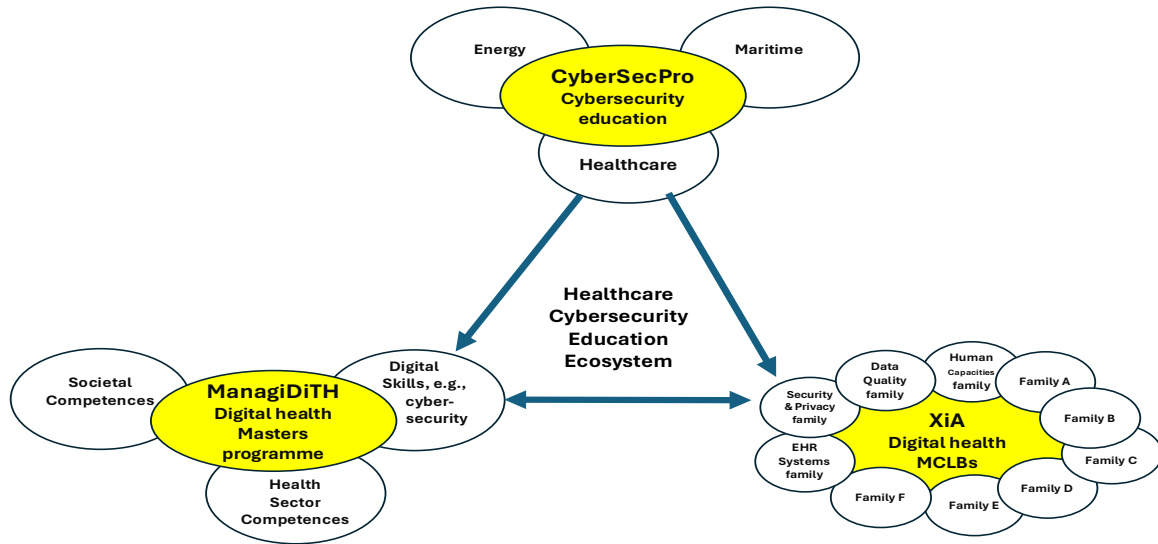 Energy
Maritime
CyberSecPro
Cybersecurity
education
Healthcare
Healthcare
Cybersecurity
Education
Ecosystem
Societal
Competences
ManagiDiTH
Digital health
Masters
programme
Digital
Skills, e.g.,
cyber-
security
Health
Sector
Competences
Security
& Privacy
family
Data
Quality
family
Human
Capacities
family
Family A
Family B
Family C
Family D
Family E
Family F
EHR
Systems
family
XiA
Digital health
MCLBs